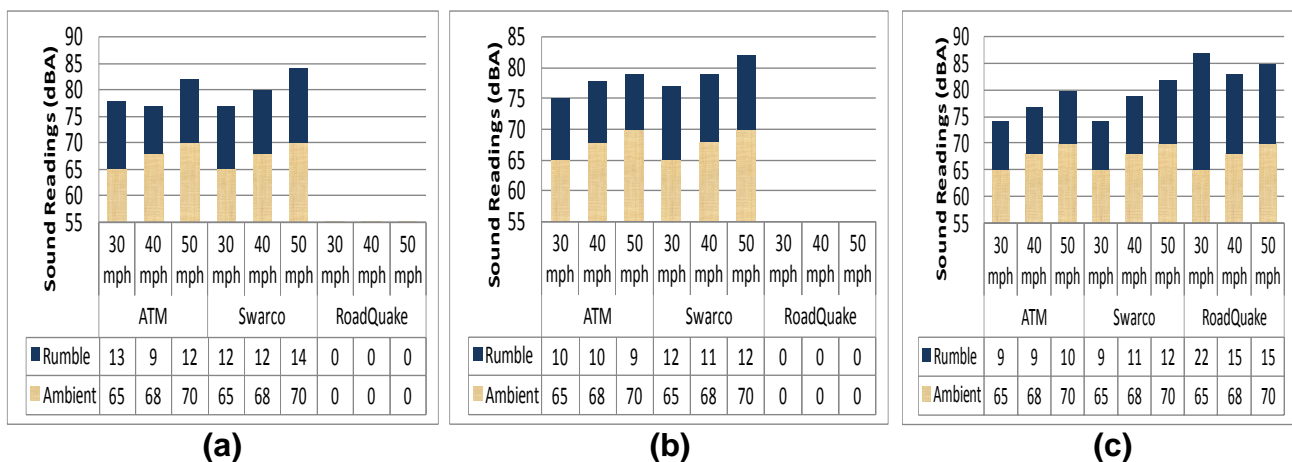 Sound Readings (dBA)
90
85
80
75
70
65
60
55
30 mph 40 mph 50 mph 30 mph 40 mph 50 mph 30 mph 40 mph 50 mph
ATM Swarco RoadQuake
Rumble 13 9 12 12 12 14 0 0 0
Ambient 65 68 70 65 68 70 0 0 0
(a)
Sound Readings (dBA)
85
80
75
70
65
60
55
30 mph 40 mph 50 mph 30 mph 40 mph 50 mph 30 mph 40 mph 50 mph
ATM Swarco RoadQuake
Rumble 10 10 9 12 11 12 0 0 0
Ambient 65 68 70 65 68 70 0 0 0
(b)
Sound Readings (dBA)
90
85
80
75
70
65
60
55
30 mph 40 mph 50 mph 30 mph 40 mph 50 mph 30 mph 40 mph 50 mph
ATM Swarco RoadQuake
Rumble 9 9 10 9 11 12 22 15 15
Ambient 65 68 70 65 68 70 65 68 70
(c)